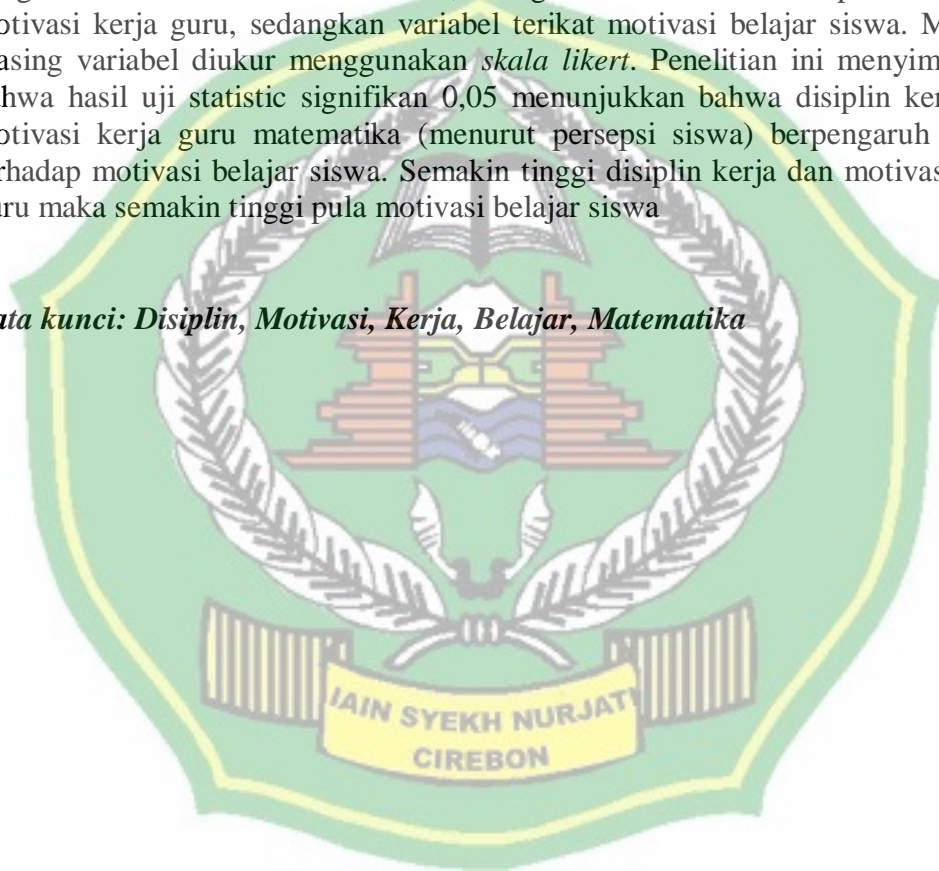 otivasi kerja guru, sedangkan variabel terikat motivasi belajar siswa. M
asing variabel diukur menggunakan skala likert. Penelitian ini menyim
ahwa hasil uji statistic signifikan 0,05 menunjukkan bahwa disiplin ker
otivasi kerja guru matematika (menurut persepsi siswa) berpengaruh
rhadap motivasi belajar siswa. Semakin tinggi disiplin kerja dan motivas
uru maka semakin tinggi pula motivasi belajar siswa
ata kunci: Disiplin, Motivasi, Kerja, Belajar, Matematika
IAIN SYEKH NURJATI
CIREBON